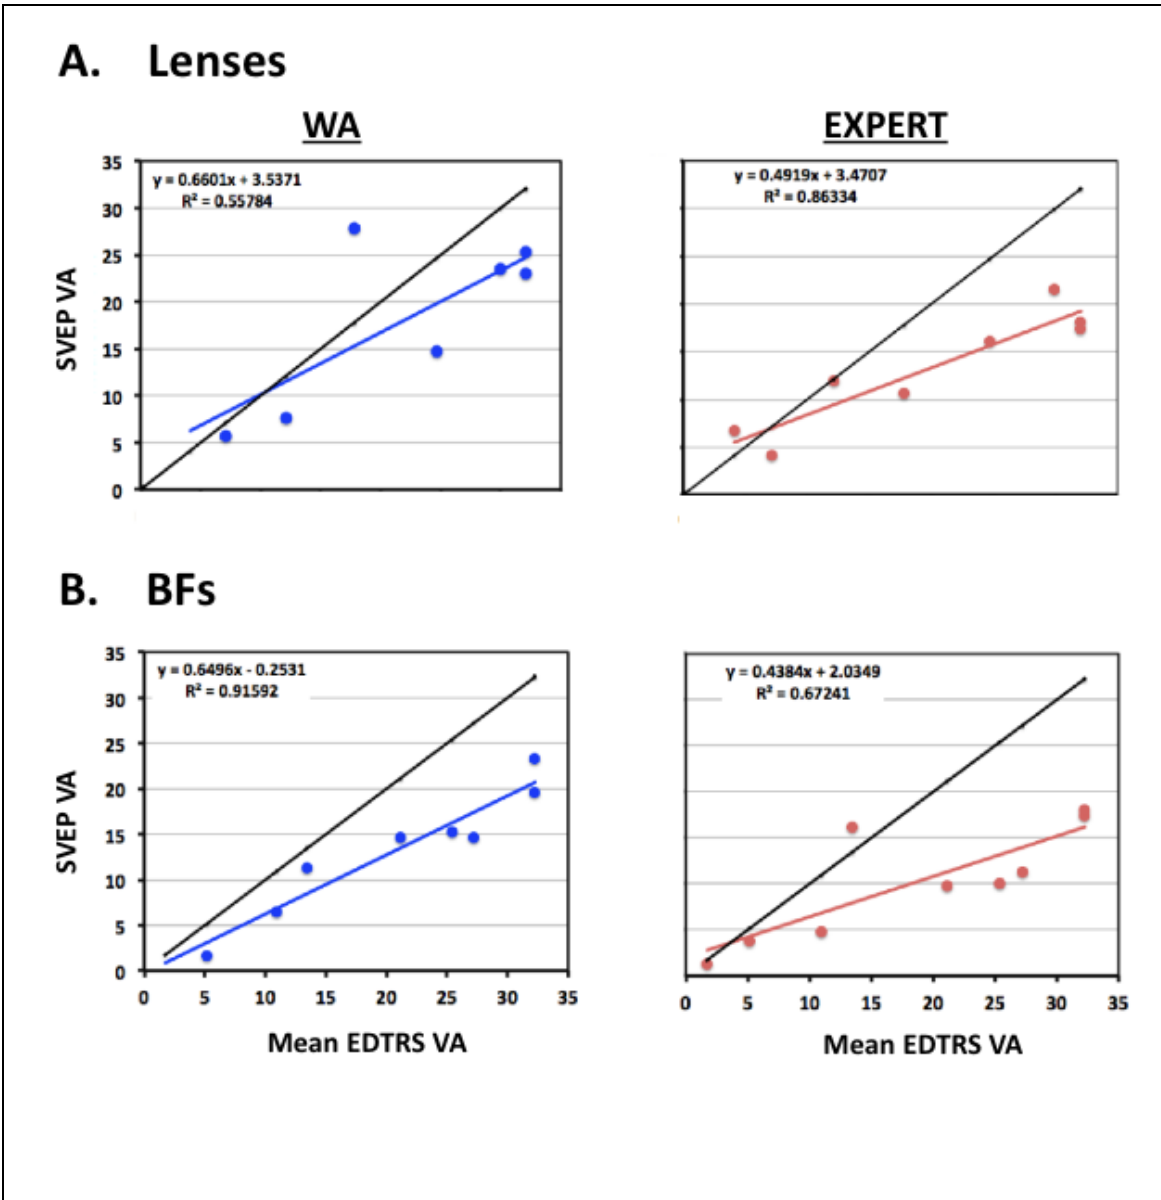 A. Lenses
WA
EXPERT
35
30
25
20
15
10
5
0
SVEP VA
y = 0.6601x + 3.5371
R² = 0.55784
y = 0.4919x + 3.4707
R² = 0.86334
B. BFs
35
30
25
20
15
10
5
0
SVEP VA
y = 0.6496x - 0.2531
R² = 0.91592
y = 0.4384x + 2.0349
R² = 0.67241
0 5 10 15 20 25 30 35
0 5 10 15 20 25 30 35
Mean EDTRS VA
Mean EDTRS VA